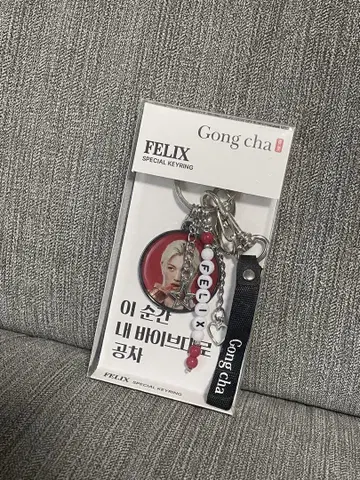 Gong cha
FELIX
SPECIAL KEYRING
FELIX
이 순간
내 바이브대로
공차
Gong cha
FELIX SPECIAL KEYRING